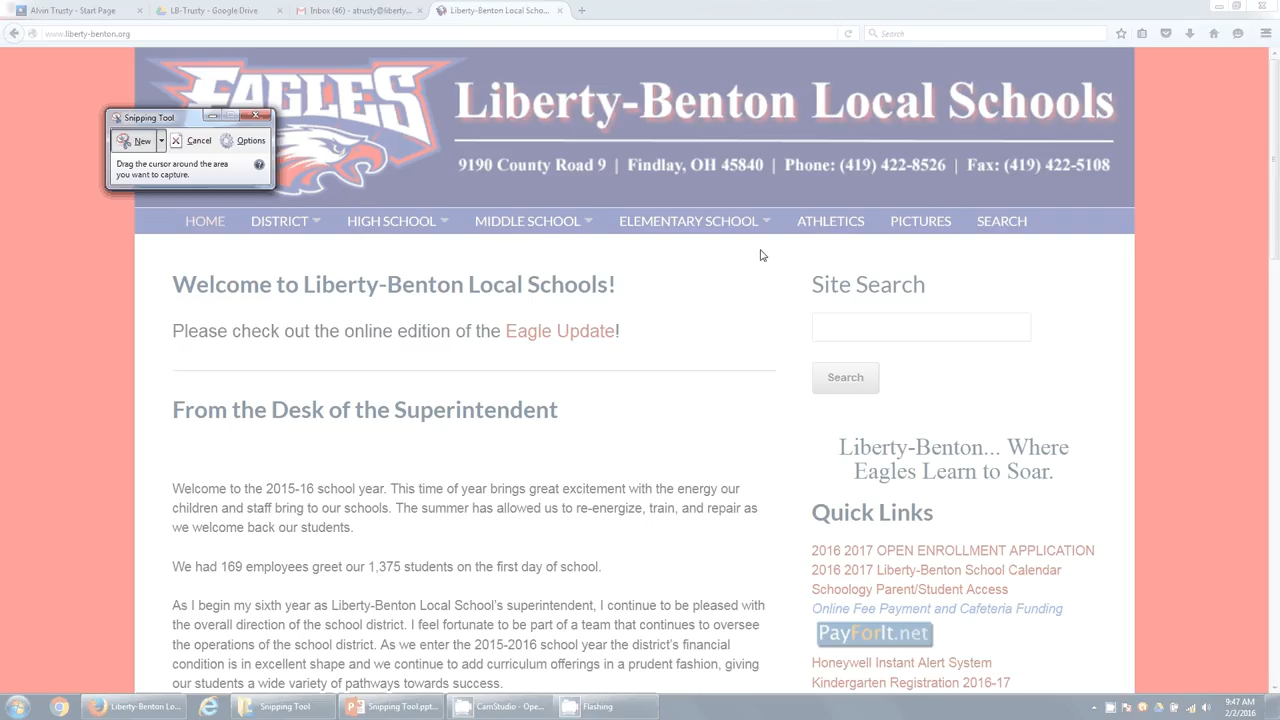 Alvin Trusty - Start Page
LB-Trusty - Google Drive
Inbox (46) - atrusty@liberty...
Liberty-Benton Local Scho...
www.liberty-benton.org
Search
EAGLES
Liberty-Benton Local Schools
9190 County Road 9 | Findlay, OH 45840 | Phone: (419) 422-8526 | Fax: (419) 422-5108
Snipping Tool
New
Cancel
Options
Drag the cursor around the area
you want to capture.
HOME DISTRICT HIGH SCHOOL MIDDLE SCHOOL ELEMENTARY SCHOOL ATHLETICS PICTURES SEARCH
Welcome to Liberty-Benton Local Schools!
Please check out the online edition of the Eagle Update!
From the Desk of the Superintendent
Welcome to the 2015-16 school year. This time of year brings great excitement with the energy our
children and staff bring to our schools. The summer has allowed us to re-energize, train, and repair as
we welcome back our students.
We had 169 employees greet our 1,375 students on the first day of school.
As I begin my sixth year as Liberty-Benton Local School's superintendent, I continue to be pleased with
the overall direction of the school district. I feel fortunate to be part of a team that continues to oversee
the operations of the school district. As we enter the 2015-2016 school year the district's financial
condition is in excellent shape and we continue to add curriculum offerings in a prudent fashion, giving
our students a wide variety of pathways towards success.
Site Search
Search
Liberty-Benton... Where
Eagles Learn to Soar.
Quick Links
2016 2017 OPEN ENROLLMENT APPLICATION
2016 2017 Liberty-Benton School Calendar
Schoology Parent/Student Access
Online Fee Payment and Cafeteria Funding
PayForIt.net
Honeywell Instant Alert System
Kindergarten Registration 2016-17
Liberty-Benton Lo...
Snipping Tool
Snipping Tool.ppt...
CamStudio - Ope...
Flashing
9:47 AM
2/2/2016